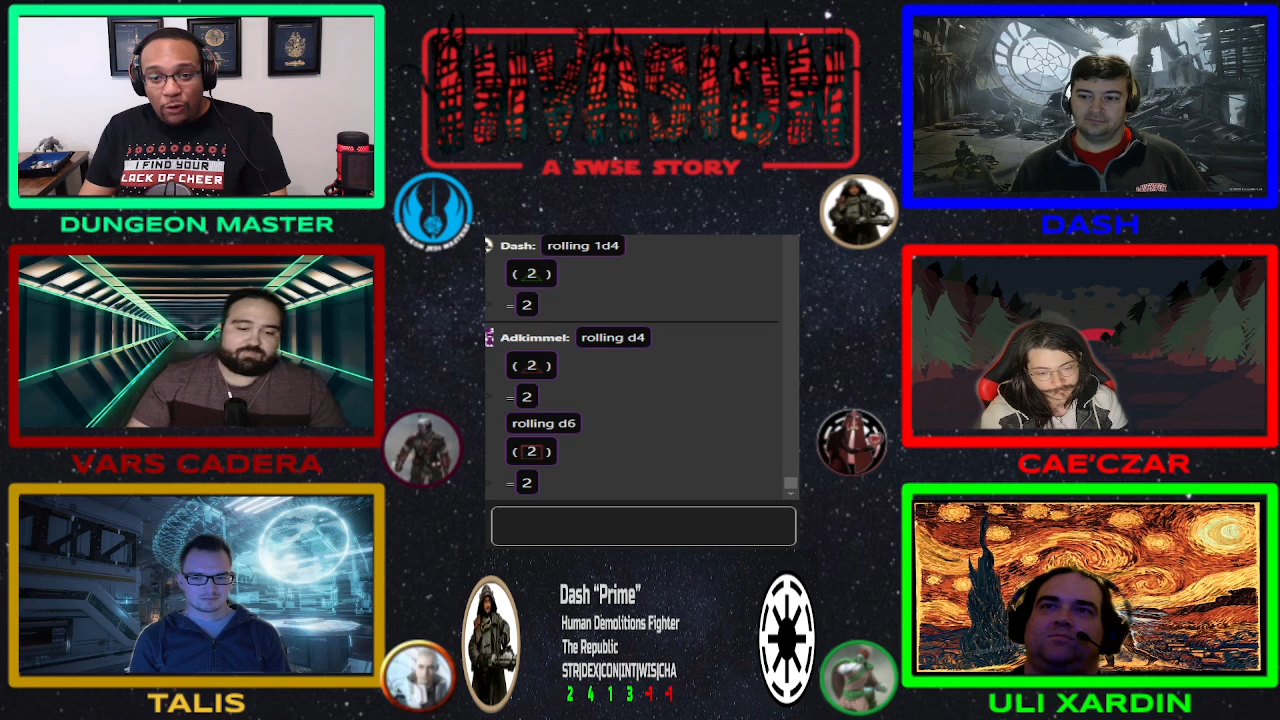 INVASION
A SWSE STORY
I FIND YOUR
LACK OF CHEER
DUNGEON MASTER
DASH
Dash: rolling 1d4
( 2 )
= 2
Adkimmel: rolling d4
( 2 )
= 2
rolling d6
( 2 )
= 2
VARS CADERA
CAE'CZAR
Dash “Prime”
Human Demolitions Fighter
The Republic
STR|DEX|CON|INT|WIS|CHA
2 4 1 3 -1 -1
TALIS
ULI XARDIN